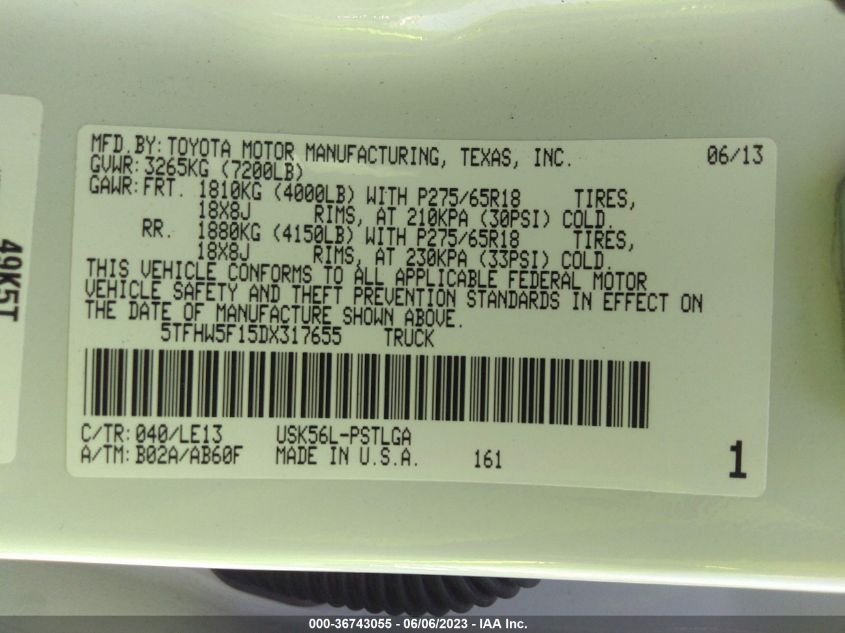 MFD.BY: TOYOTA MOTOR MANUFACTURING, TEXAS, INC. 06/13
GVWR: 3265KG (7200LB)
GAWR: FRT. 1810KG (4000LB) WITH P275/65R18 TIRES,
18X8J RIMS, AT 210KPA (30PSI) COLD.
RR. 1880KG (4150LB) WITH P275/65R18 TIRES,
18X8J RIMS, AT 230KPA (33PSI) COLD.
THIS VEHICLE CONFORMS TO ALL APPLICABLE FEDERAL MOTOR
VEHICLE SAFETY AND THEFT PREVENTION STANDARDS IN EFFECT ON
THE DATE OF MANUFACTURE SHOWN ABOVE.
5TFHW5F15DX317655 TRUCK
C/TR: 040/LE13 USK56L-PSTLGA
A/TM: B02A/AB60F MADE IN U.S.A. 161 1
49K5T
000-36743055 - 06/06/2023 - IAA Inc.